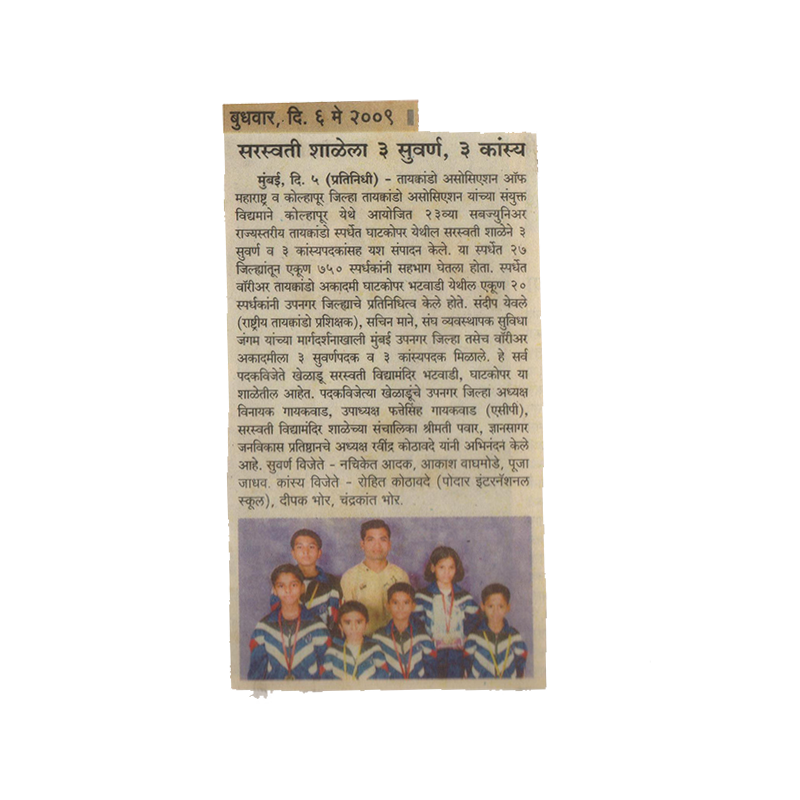 बुधवार, दि. ६ मे २००९
सरस्वती शाळेला ३ सुवर्ण, ३ कांस्य
मुंबई, दि. ५ (प्रतिनिधी) - तायक्वांडो असोसिएशन ऑफ
महाराष्ट्र व कोल्हापूर जिल्हा तायक्वांडो असोसिएशन यांच्या संयुक्त
विद्यमाने कोल्हापूर येथे आयोजित २३व्या सबज्युनिअर
राज्यस्तरीय तायक्वांडो स्पर्धेत घाटकोपर येथील सरस्वती शाळेने ३
सुवर्ण व ३ कांस्यपदकांसह यश संपादन केले. या स्पर्धेत २७
जिल्ह्यांतून एकूण ७५० स्पर्धकांनी सहभाग घेतला होता. स्पर्धेत
वॉरीअर तायक्वांडो अकादमी घाटकोपर भटवाडी येथील एकूण २०
स्पर्धकांनी उपनगर जिल्ह्याचे प्रतिनिधित्व केले होते. संदीप येवले
(राष्ट्रीय तायक्वांडो प्रशिक्षक), सचिन माने, संघ व्यवस्थापक सुविधा
जंगम यांच्या मार्गदर्शनाखाली मुंबई उपनगर जिल्हा तसेच वॉरीअर
अकादमीला ३ सुवर्णपदक व ३ कांस्यपदक मिळाले. हे सर्व
पदकविजेते खेळाडू सरस्वती विद्यामंदिर भटवाडी, घाटकोपर या
शाळेतील आहेत. पदकविजेत्या खेळाडूंचे उपनगर जिल्हा अध्यक्ष
विनायक गायकवाड, उपाध्यक्ष फत्तेसिंह गायकवाड (एसीपी),
सरस्वती विद्यामंदिर शाळेच्या संचालिका श्रीमती पवार, ज्ञानसागर
जनविकास प्रतिष्ठानचे अध्यक्ष रवींद्र कोठावदे यांनी अभिनंदन केले
आहे. सुवर्ण विजेते - नचिकेत आदक, आकाश वाघमोडे, पूजा
जाधव. कांस्य विजेते - रोहित कोठावदे (पोदार इंटरनॅशनल
स्कूल), दीपक भोर, चंद्रकांत भोर.